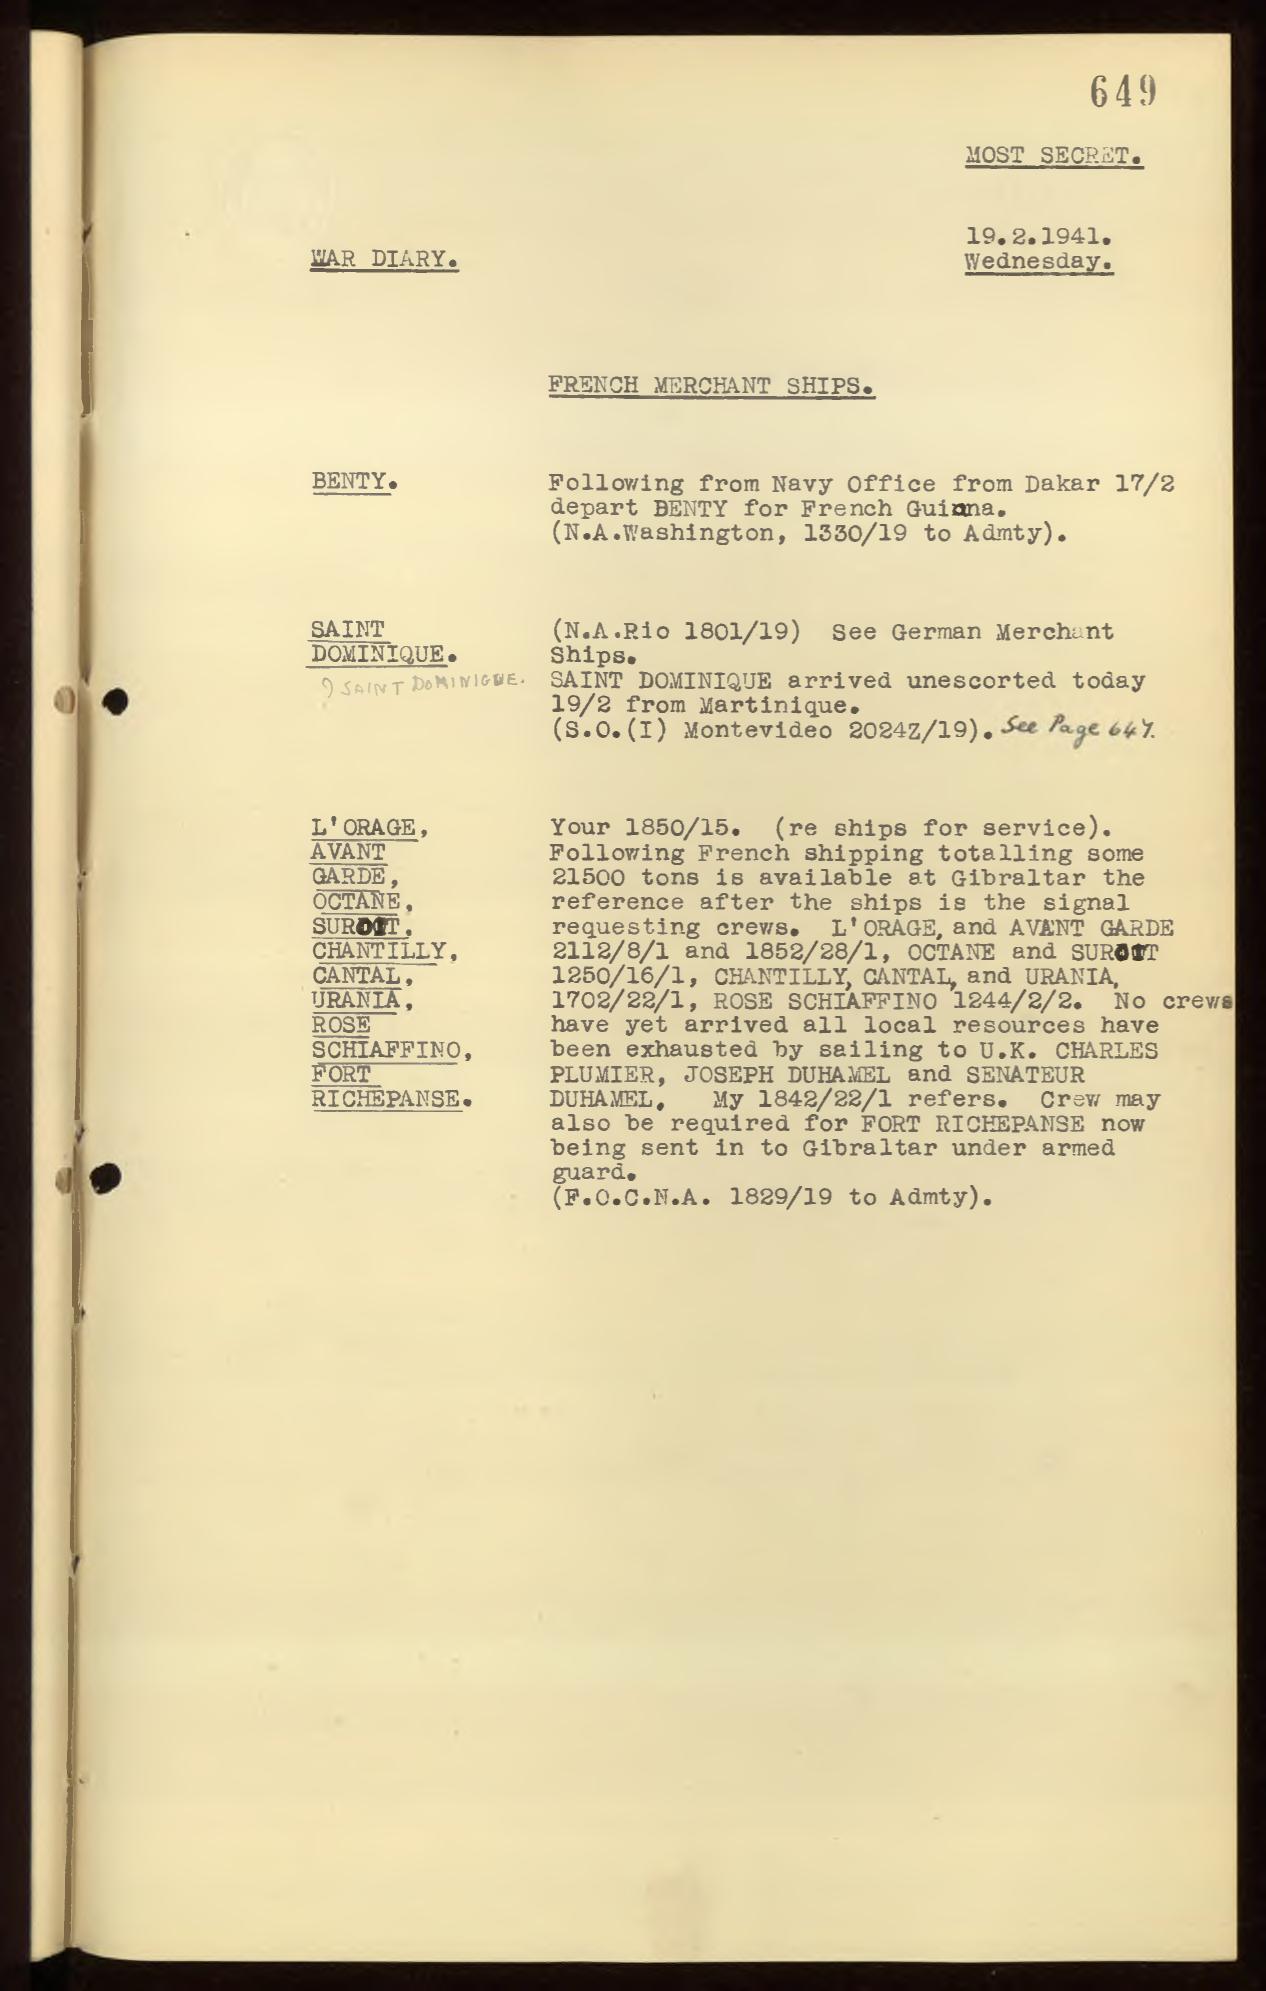 649
MOST SECRET.
19.2.1941.
WAR DIARY.
Wednesday.
FRENCH MERCHANT SHIPS.
BENTY.
Following from Navy Office from Dakar 17/2
depart BENTY for French Guiana.
(N.A.Washington, 1330/19 to Admty).
SAINT
DOMINIQUE.
? SAINT DOMINIGUE.
(N.A.Rio 1801/19) See German Merchant
Ships.
SAINT DOMINIQUE arrived unescorted today
19/2 from Martinique.
(S.O.(I) Montevideo 2024Z/19). See Page 647.
L'ORAGE,
AVANT
GARDE,
OCTANE,
SUROIT,
CHANTILLY,
CANTAL,
URANIA,
ROSE
SCHIAFFINO,
FORT
RICHEPANSE.
Your 1850/15. (re ships for service).
Following French shipping totalling some
21500 tons is available at Gibraltar the
reference after the ships is the signal
requesting crews. L'ORAGE, and AVANT GARDE
2112/8/1 and 1852/28/1, OCTANE and SUROIT
1250/16/1, CHANTILLY, CANTAL, and URANIA,
1702/22/1, ROSE SCHIAFFINO 1244/2/2. No crews
have yet arrived all local resources have
been exhausted by sailing to U.K. CHARLES
PLUMIER, JOSEPH DUHAMEL and SENATEUR
DUHAMEL, My 1842/22/1 refers. Crew may
also be required for FORT RICHEPANSE now
being sent in to Gibraltar under armed
guard.
(F.O.C.N.A. 1829/19 to Admty).